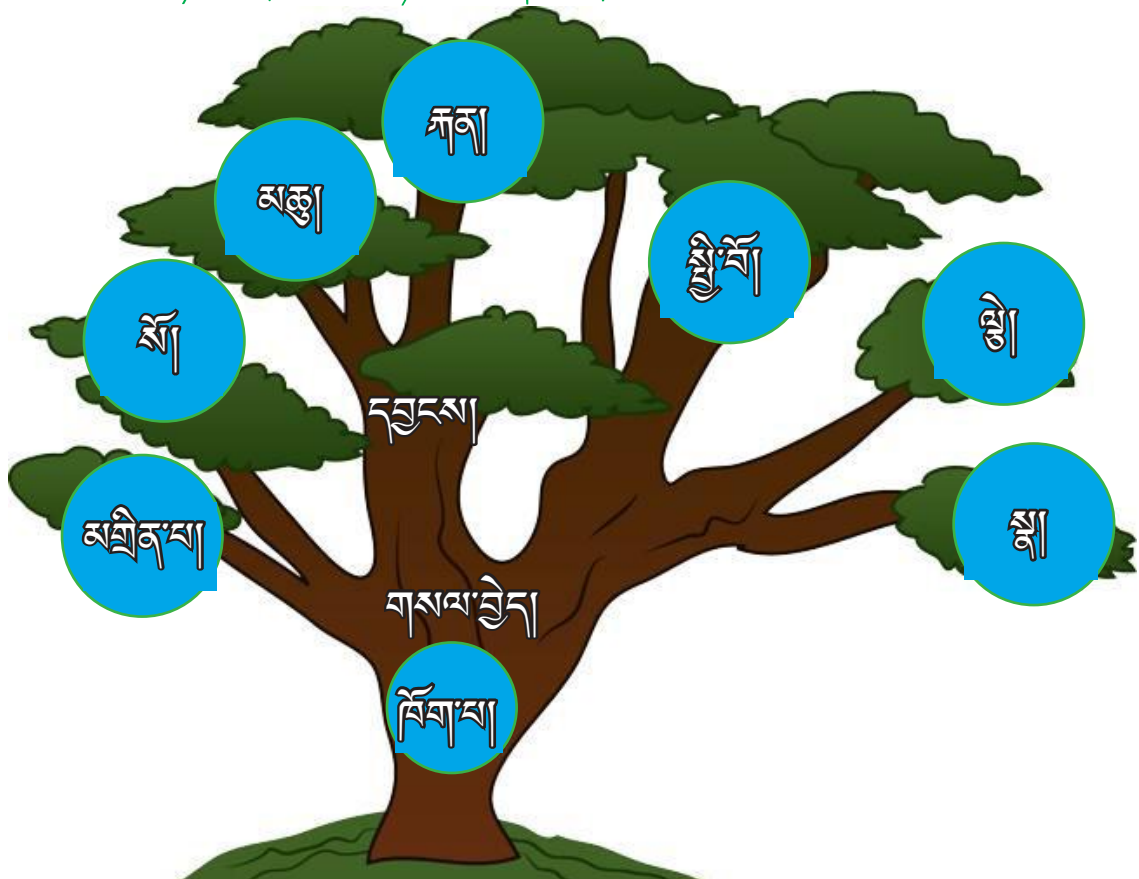 རྐན།
མཆུ།
སྤྱི་བོ།
ལྕེ།
སོ།
དབྱངས།
མགྲིན་པ།
སྣ།
གསལ་བྱེད།
ཁོག་པ།